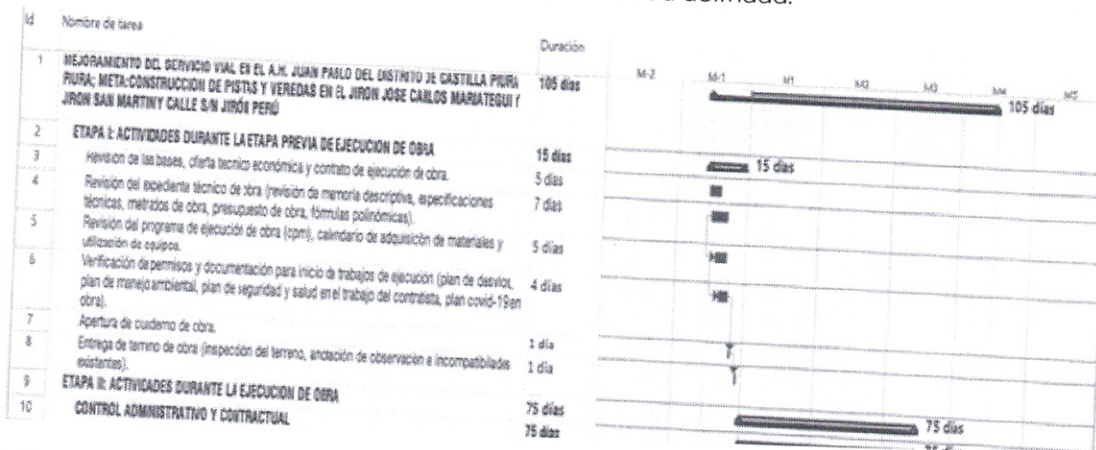 definida.
Id Nombre de tarea Duración
M-2 M-1 M1 M2 M3 M4 M5
1 MEJORAMIENTO DEL SERVICIO VIAL EN EL A.H. JUAN PABLO DEL DISTRITO DE CASTILLA PIURA 105 días
PIURA; META:CONSTRUCCION DE PISTAS Y VEREDAS EN EL JIRON JOSE CARLOS MARIATEGUI Y
JIRON SAN MARTIN Y CALLE S/N JIRÓN PERÚ
105 días
2 ETAPA I: ACTIVIDADES DURANTE LA ETAPA PREVIA DE EJECUCION DE OBRA 15 días
15 días
3 Revisión de las bases, oferta tecnico económica y contrato de ejecución de obra. 5 días
4 Revisión del expediente técnico de obra (revisión de memoria descriptiva, especificaciones 7 días
técnicas, metrados de obra, presupuesto de obra, fórmulas polinómicas).
5 Revisión del programa de ejecución de obra (cpm), calendario de adquisición de materiales y 5 días
utilización de equipos.
6 Verificación de permisos y documentación para inicio de trabajos de ejecución (plan de desvíos, 4 días
plan de manejo ambiental, plan de seguridad y salud en el trabajo del contratista, plan covid-19 en
obra).
7 Apertura de cuaderno de obra. 1 día
8 Entrega de terreno de obra (inspección del terreno, anotación de observación e incompatibilidades 1 día
existentes).
9 ETAPA II: ACTIVIDADES DURANTE LA EJECUCION DE OBRA 75 días
75 días
10 CONTROL ADMINISTRATIVO Y CONTRACTUAL 75 días
75 días